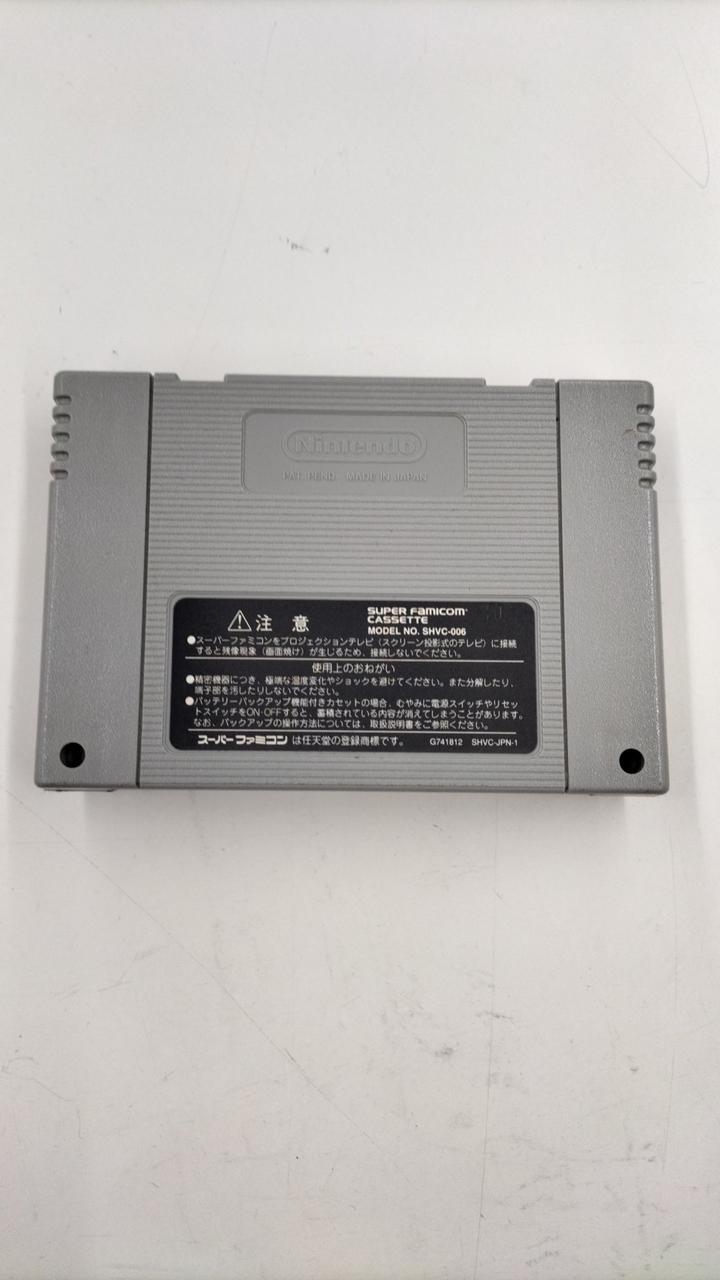 Nintendo
PAT. PEND. MADE IN JAPAN
注 意
SUPER FAMICOM
CASSETTE
MODEL NO. SHVC-006
●スーパーファミコンをプロジェクションテレビ（スクリーン投影式のテレビ）に接続
すると残像現象（画面焼け）が生じるため、接続しないでください。
使用上のおねがい
●精密機器につき、極端な温度変化やショックを避けてください。また分解したり、
端子部を汚したりしないでください。
●バッテリーバックアップ機能付きカセットの場合、むやみに電源スイッチやリセッ
トスイッチをON・OFFすると、蓄積されている内容が消えてしまうことがあります。
なお、バックアップの操作方法については、取扱説明書をご参照ください。
スーパーファミコン は任天堂の登録商標です。 G741812 SHVC-JPN-1